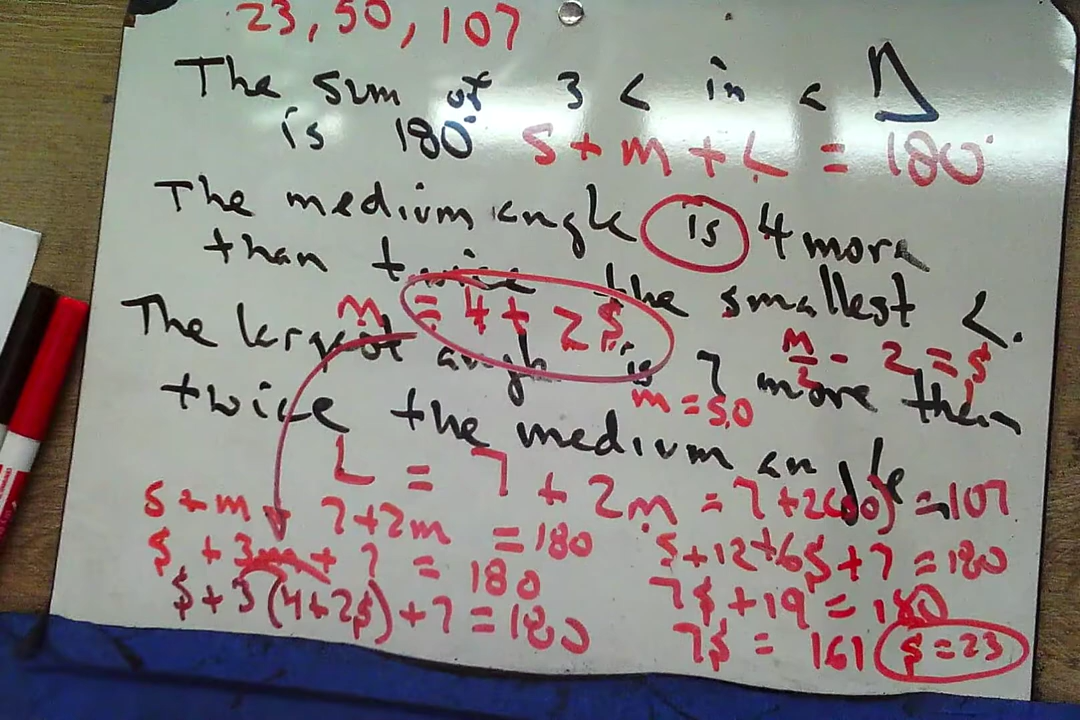 23, 50, 107
The sum of 3 < in a
is 180° S + m + L = 180°
The medium angle is 4 more
than twice the smallest <.
m = 4 + 2S
The largest angle is 7 more than
m/2 - 2 = S
m = 50
twice the medium angle
L = 7 + 2m = 7 + 2(50) = 107
S + m 7 + 2m = 180
S + 3m + 7 = 180
S + 3(4 + 2S) + 7 = 180
S + 12 + 6S + 7 = 180
7S + 19 = 180
7S = 161 S = 23